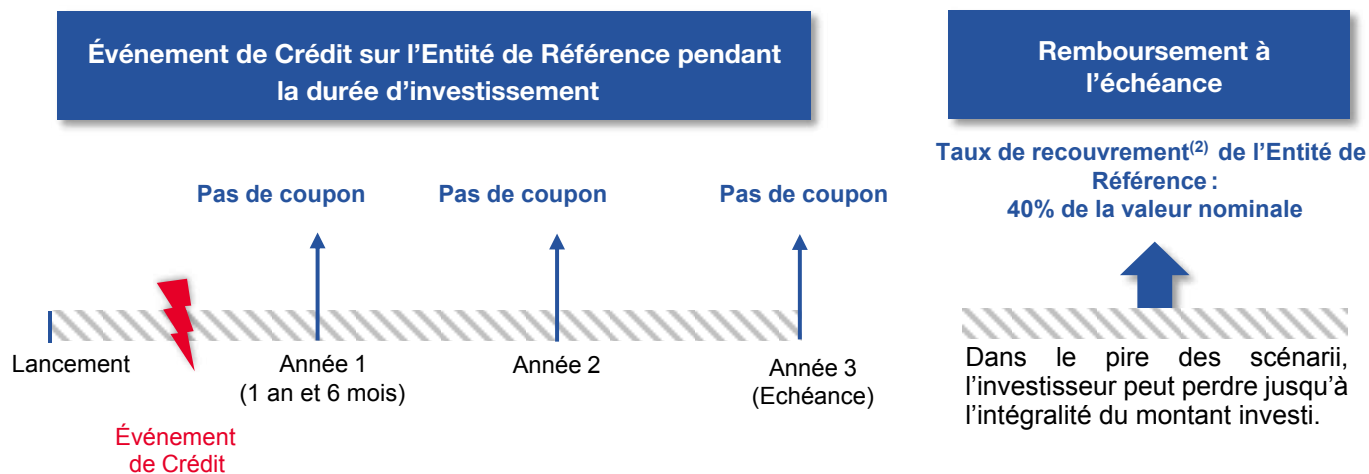 Événement de Crédit sur l'Entité de Référence pendant
la durée d'investissement
Remboursement à
l'échéance
Taux de recouvrement(2) de l'Entité de
Référence :
40% de la valeur nominale
Pas de coupon
Pas de coupon
Pas de coupon
Lancement
Année 1
(1 an et 6 mois)
Année 2
Année 3
(Echéance)
Événement
de Crédit
Dans le pire des scénarii,
l'investisseur peut perdre jusqu'à
l'intégralité du montant investi.